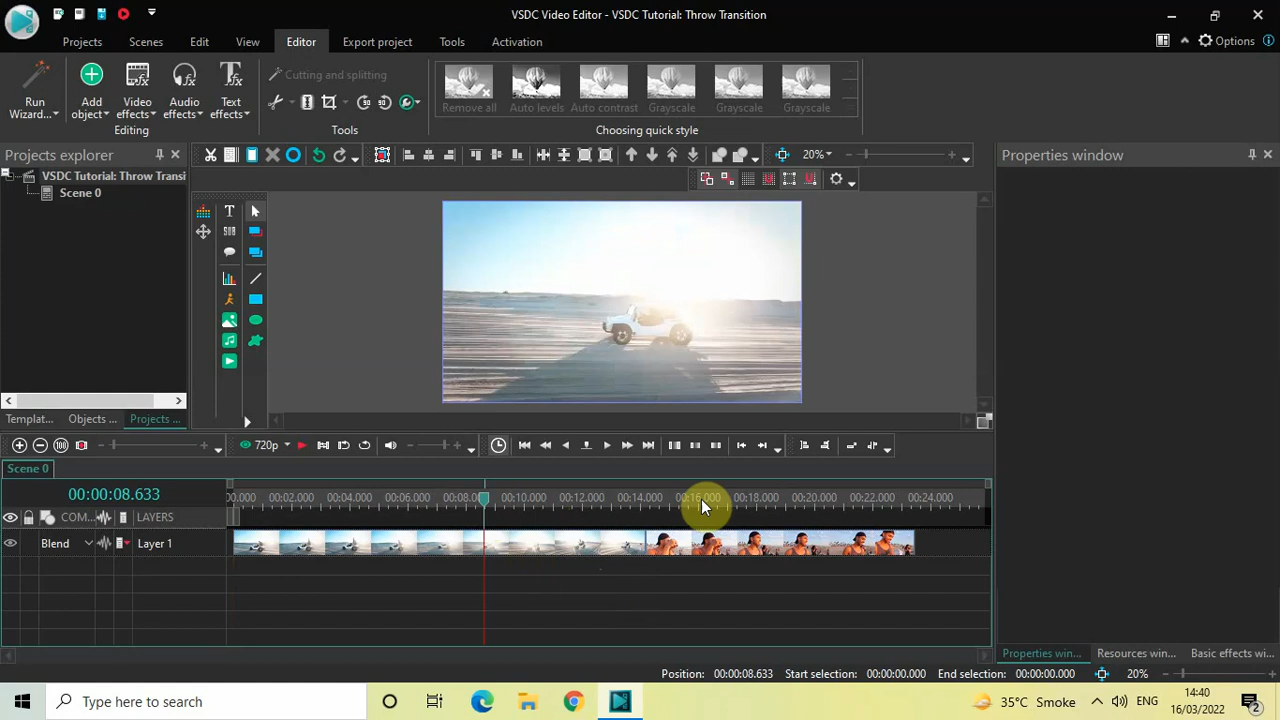 VSDC Video Editor - VSDC Tutorial: Throw Transition
Projects
Scenes
Edit
View
Editor
Export project
Tools
Activation
Options
Run Wizard...
Add object
Video effects
Audio effects
Text effects
Editing
Cutting and splitting
Tools
Remove all
Auto levels
Auto contrast
Grayscale
Grayscale
Grayscale
Choosing quick style
Projects explorer
20%
Properties window
VSDC Tutorial: Throw Transi
Scene 0
T
Templat...
Objects ...
Projects ...
720p
Scene 0
00:00:08.633
:00.000 00:02.000 00:04.000 00:06.000 00:08. 00:10.000 00:12.000 00:14.000 00:16.000 00:18.000 00:20.000 00:22.000 00:24.000
COM...
LAYERS
Blend
Layer 1
Properties win...
Resources win...
Basic effects wi...
Position: 00:00:08.633 Start selection: 00:00:00.000 End selection: 00:00:00.000 20%
Type here to search
35°C Smoke
ENG
14:40
16/03/2022
2